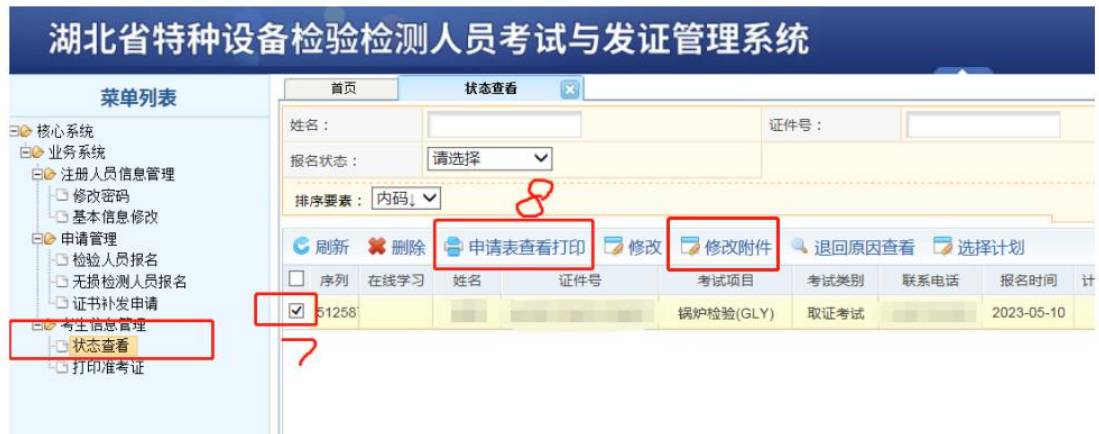 湖北省特种设备检验检测人员考试与发证管理系统
菜单列表
核心系统
业务系统
注册人员信息管理
修改密码
基本信息修改
申请管理
检验人员报名
无损检测人员报名
证书补发申请
考生信息管理
状态查看
打印准考证
首页 状态查看
姓名： 证件号：
报名状态： 请选择
排序要素： 内码↓
8
刷新 删除 申请表查看打印 修改 修改附件 退回原因查看 选择计划
序列 在线学习 姓名 证件号 考试项目 考试类别 联系电话 报名时间 计
51258 锅炉检验(GLY) 取证考试 2023-05-10
7